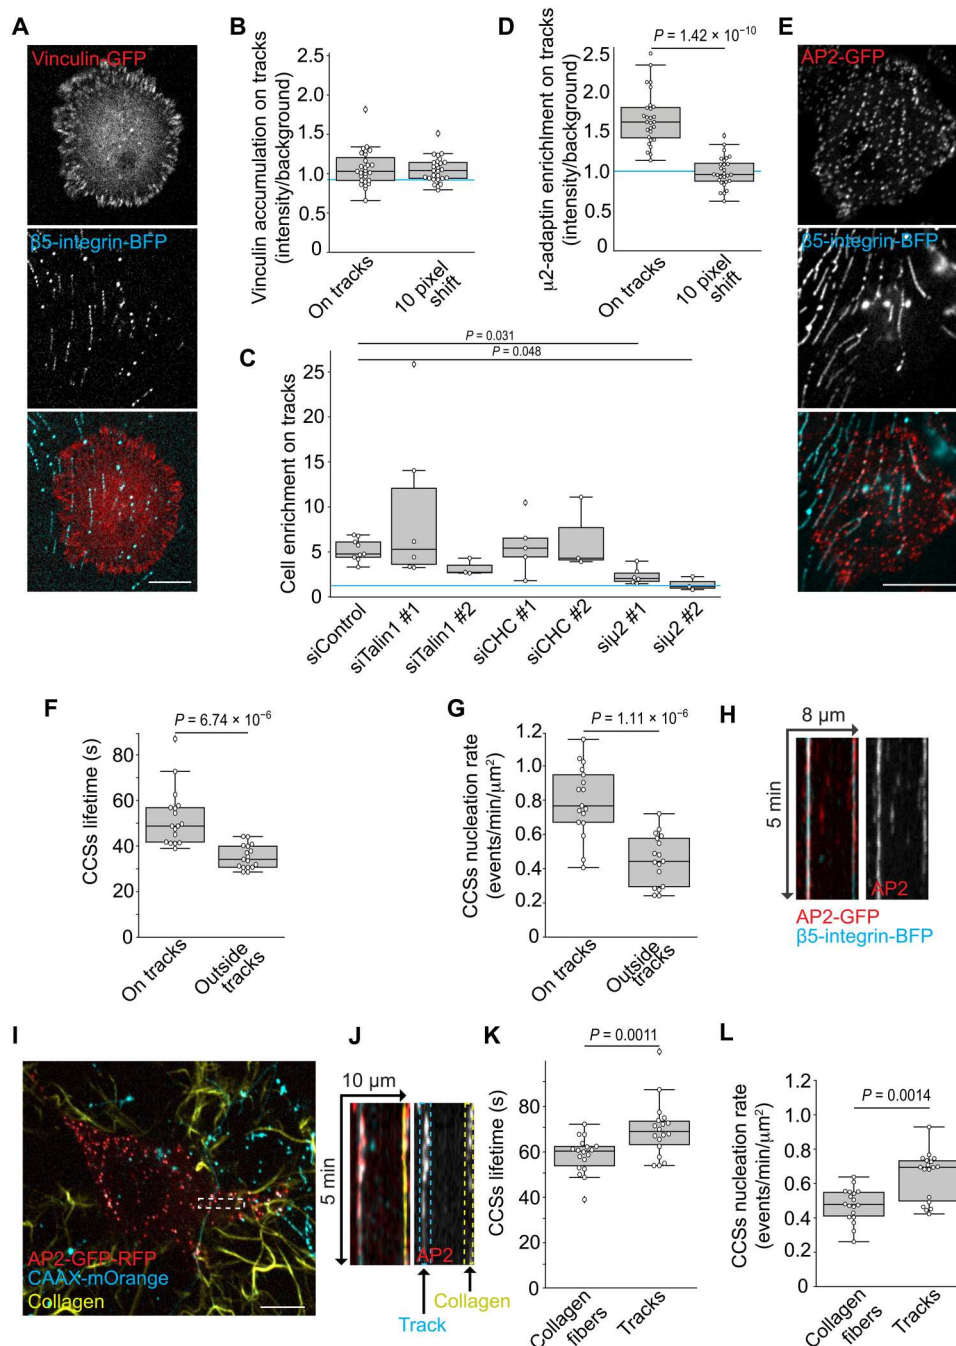 A
Vinculin-GFP
β5-integrin-BFP
B
Vinculin accumulation on tracks
(intensity/background)
2.5
2.0
1.5
1.0
0.5
0
On tracks
10 pixel
shift
D
μ2-adaptin enrichment on tracks
(intensity/background)
P = 1.42 × 10⁻¹⁰
2.5
2.0
1.5
1.0
0.5
0
On tracks
10 pixel
shift
E
AP2-GFP
β5-integrin-BFP
C
Cell enrichment on tracks
P = 0.031
P = 0.048
25
20
15
10
5
0
siControl
siTalin1 #1
siTalin1 #2
siCHC #1
siCHC #2
siμ2 #1
siμ2 #2
F
CCSs lifetime (s)
P = 6.74 × 10⁻⁶
80
60
40
20
0
On tracks
Outside
tracks
G
CCSs nucleation rate
(events/min/μm²)
P = 1.11 × 10⁻⁶
1.2
1.0
0.8
0.6
0.4
0.2
0
On tracks
Outside
tracks
H
8 μm
5 min
AP2
AP2-GFP
β5-integrin-BFP
I
AP2-GFP-RFP
CAAX-mOrange
Collagen
J
10 μm
5 min
AP2
Collagen
Track
K
CCSs lifetime (s)
P = 0.0011
80
60
40
20
0
Collagen
fibers
Tracks
L
CCSs nucleation rate
(events/min/μm²)
P = 0.0014
1.2
1.0
0.8
0.6
0.4
0.2
0
Collagen
fibers
Tracks